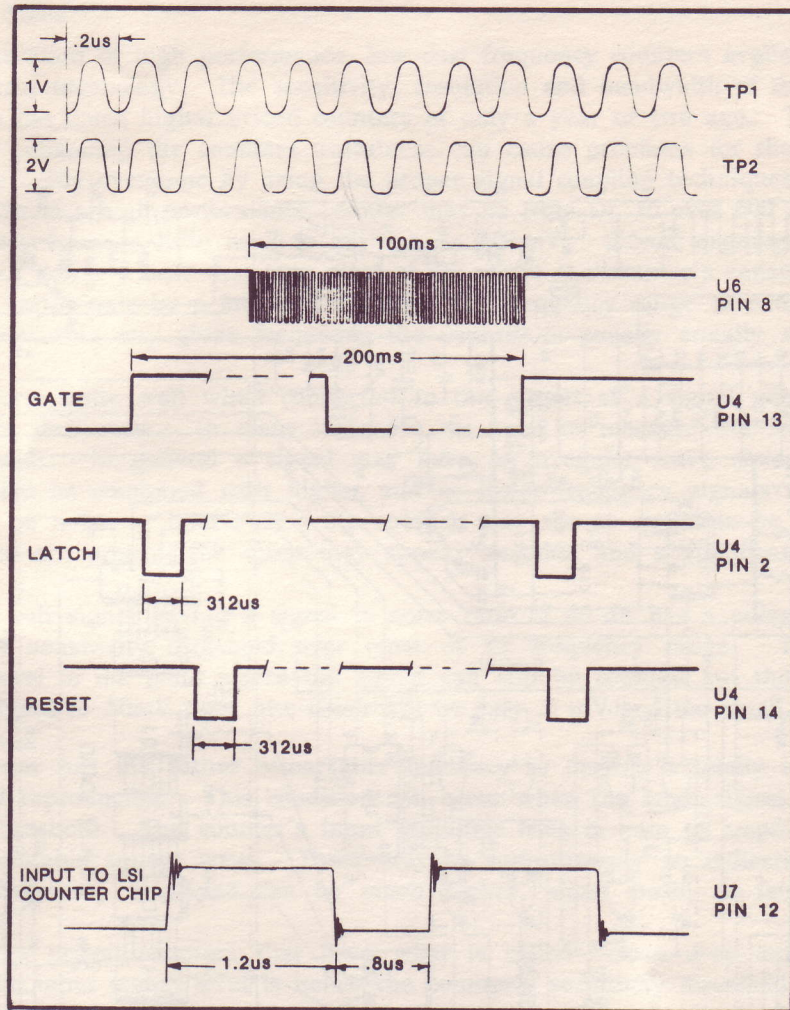 .2us
1V
TP1
2V
TP2
100ms
U6
PIN 8
200ms
GATE
U4
PIN 13
LATCH
U4
PIN 2
312us
RESET
U4
PIN 14
312us
INPUT TO LSI
COUNTER CHIP
U7
PIN 12
1.2us
.8us